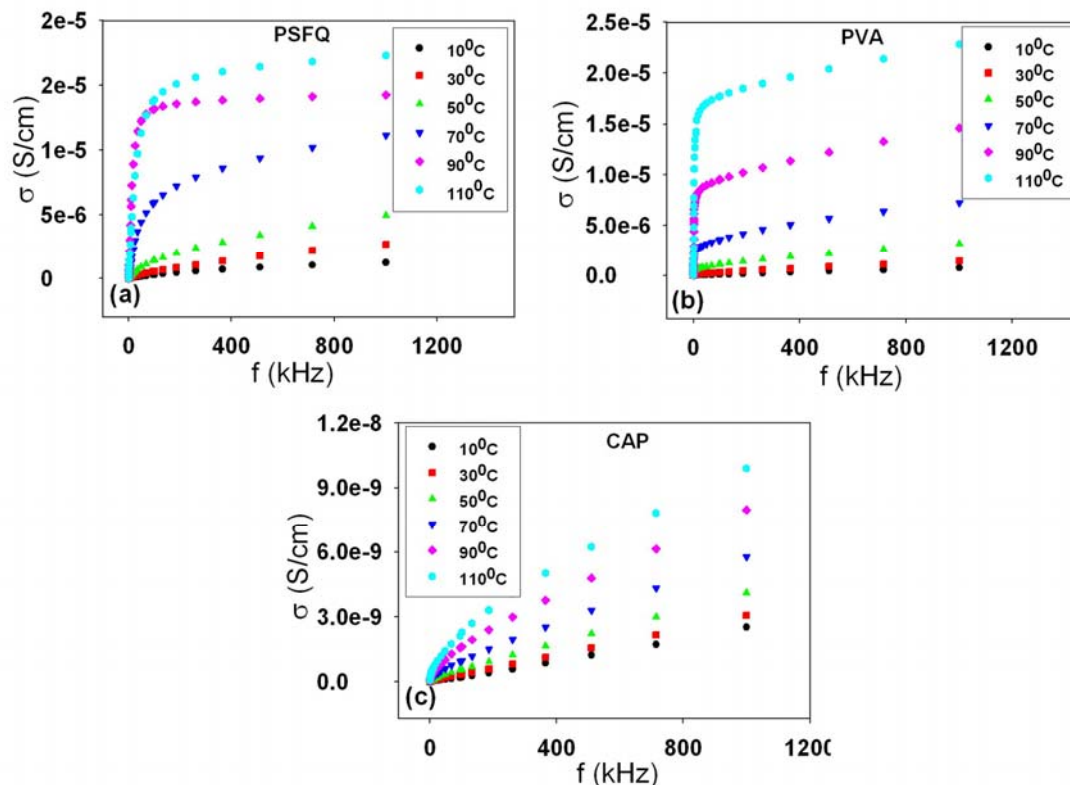 PSFQ
2e-5
2e-5
1e-5
5e-6
0
σ (S/cm)
10⁰C
30⁰C
50⁰C
70⁰C
90⁰C
110⁰C
(a)
0 400 800 1200
f (kHz)
PVA
2.5e-5
2.0e-5
1.5e-5
1.0e-5
5.0e-6
0.0
σ (S/cm)
10⁰C
30⁰C
50⁰C
70⁰C
90⁰C
110⁰C
(b)
0 400 800 1200
f (kHz)
CAP
1.2e-8
9.0e-9
6.0e-9
3.0e-9
0.0
σ (S/cm)
10⁰C
30⁰C
50⁰C
70⁰C
90⁰C
110⁰C
(c)
0 400 800 1200
f (kHz)